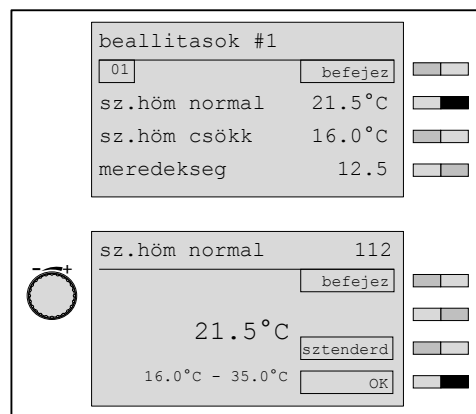 beallitasok #1
01 befejez
sz.höm normal 21.5°C
sz.höm csökk 16.0°C
meredekseg 12.5
sz.höm normal 112
befejez
- +
21.5°C
sztenderd
16.0°C - 35.0°C OK